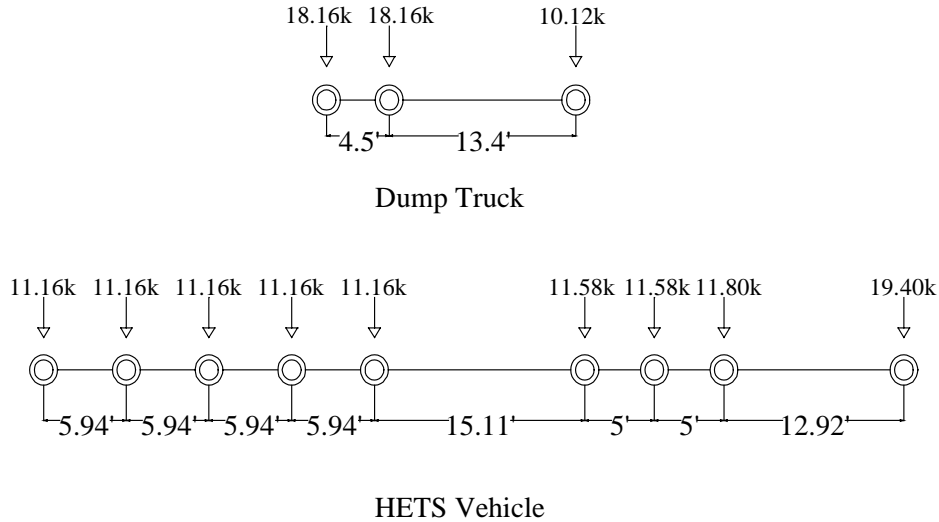 18.16k 18.16k 10.12k
4.5' 13.4'
Dump Truck
11.16k 11.16k 11.16k 11.16k 11.16k 11.58k 11.58k 11.80k 19.40k
5.94' 5.94' 5.94' 5.94' 15.11' 5' 5' 12.92'
HETS Vehicle